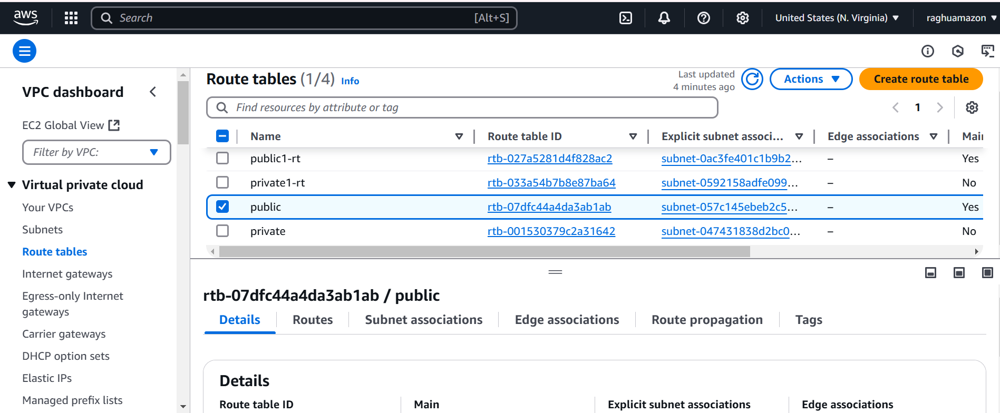 aws
Search [Alt+S]
United States (N. Virginia)
raghuamazon
VPC dashboard
EC2 Global View
Filter by VPC:
Virtual private cloud
Your VPCs
Subnets
Route tables
Internet gateways
Egress-only Internet
gateways
Carrier gateways
DHCP option sets
Elastic IPs
Managed prefix lists
Route tables (1/4) Info
Last updated
4 minutes ago
Actions
Create route table
Find resources by attribute or tag
1
Name Route table ID Explicit subnet associ... Edge associations Mai
public1-rt rtb-027a5281d4f828ac2 subnet-0ac3fe401c1b9b2... – Yes
private1-rt rtb-033a54b7b8e87ba64 subnet-0592158adfe099... – No
public rtb-07dfc44a4da3ab1ab subnet-057c145ebeb2c5... – Yes
private rtb-001530379c2a31642 subnet-047431838d2bc0... – No
rtb-07dfc44a4da3ab1ab / public
Details Routes Subnet associations Edge associations Route propagation Tags
Details
Route table ID Main Explicit subnet associations Edge associations